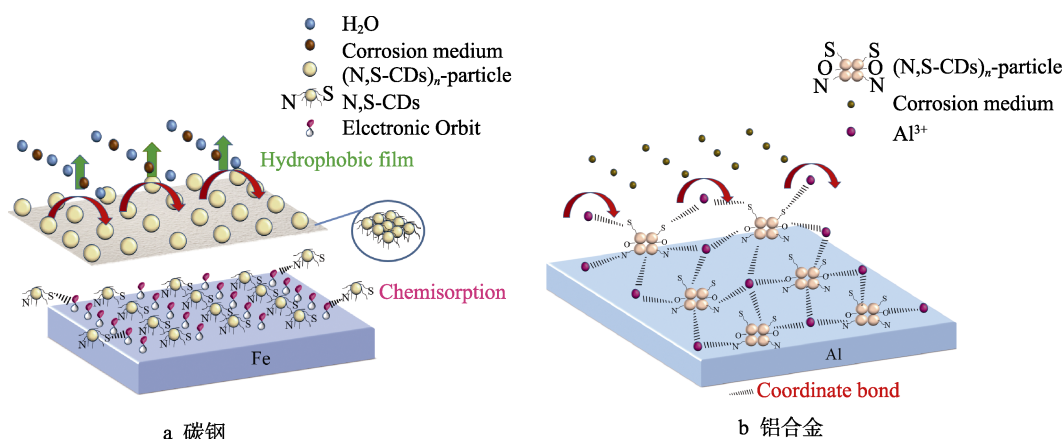 H₂O
Corrosion medium
(N,S-CDs)ₙ-particle
N S N,S-CDs
Electronic Orbit
Hydrophobic film
N S
N S
N S
Chemisorption
Fe
a 碳钢
S S
O O
N N
(N,S-CDs)ₙ-particle
Corrosion medium
Al³⁺
S S
O O
N N
S S
O O
N N
S S
O O
N N
S S
O O
N N
S S
O O
N N
S S
O O
N N
Al
Coordinate bond
b 铝合金